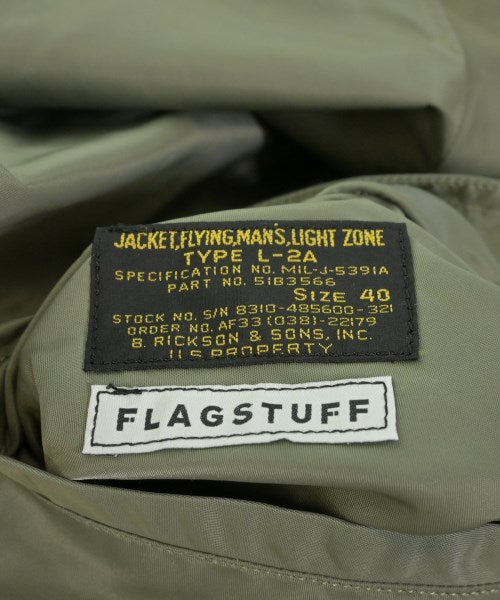 JACKET,FLYING,MAN'S,LIGHT ZONE
TYPE L-2A
SPECIFICATION NO. MIL-J-5391A
PART NO. 51B3566
SIZE 40
STOCK NO. S/N 8310-485600-321
ORDER NO. AF33(038)-22179
B. RICKSON & SONS, INC.
U.S. PROPERTY
FLAGSTUFF